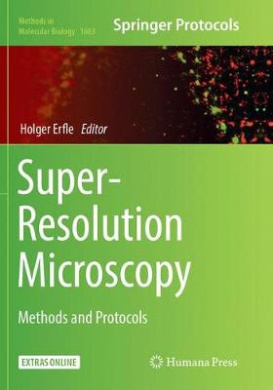 Methods in
Molecular Biology 1663
Springer Protocols
Holger Erfle Editor
Super-
Resolution
Microscopy
Methods and Protocols
EXTRAS ONLINE
Humana Press